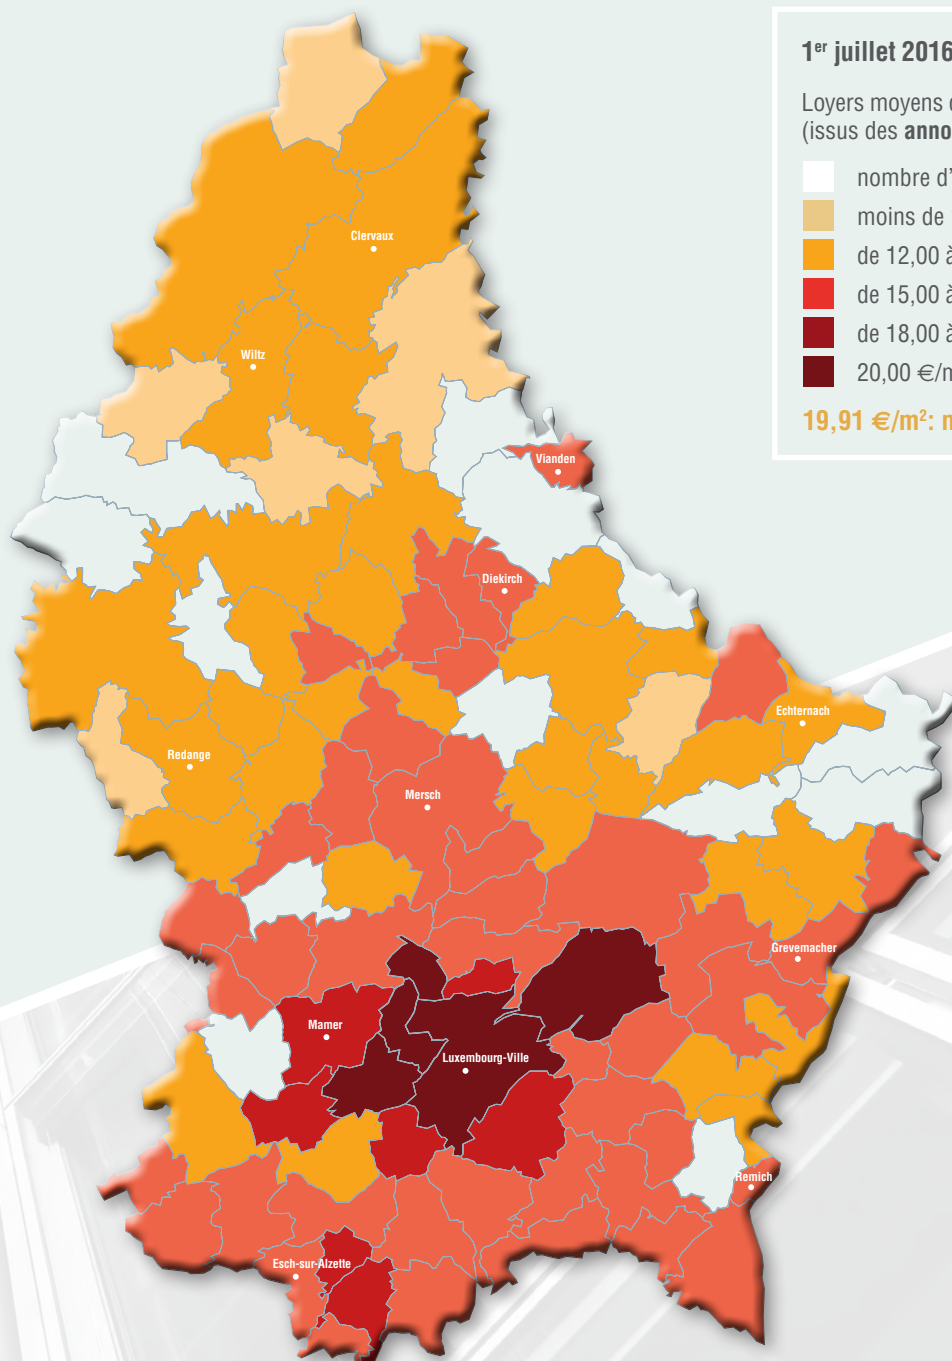 1er juillet 2016
Loyers moyens
(issus des
nombre d'
moins de
de 12,00 à
de 15,00 à
de 18,00 à
20,00 €/m
19,91 €/m²:
Clervaux
Wiltz
Vianden
Diekirch
Echternach
Redange
Mersch
Grevemacher
Mamer
Luxembourg-Ville
Remich
Esch-sur-Alzette